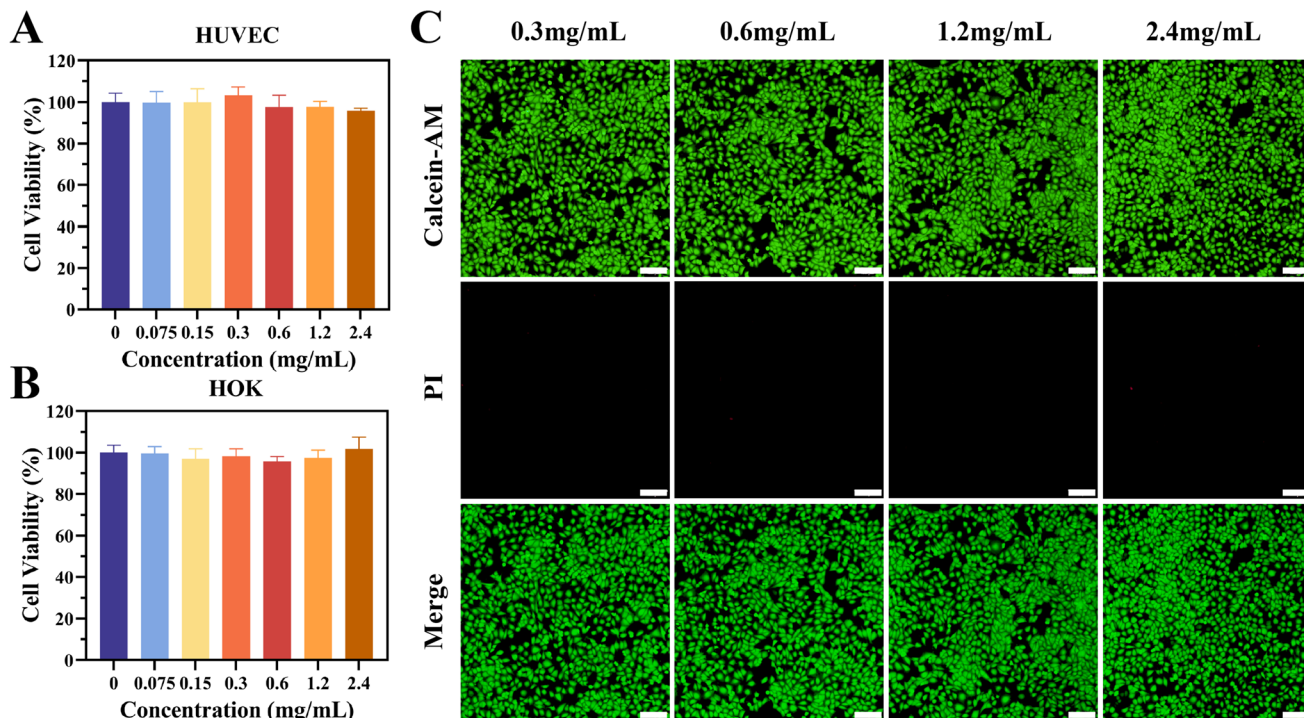 A
HUVEC
120
100
80
60
40
20
0
Cell Viability (%)
0 0.075 0.15 0.3 0.6 1.2 2.4
Concentration (mg/mL)
B
HOK
120
100
80
60
40
20
0
Cell Viability (%)
0 0.075 0.15 0.3 0.6 1.2 2.4
Concentration (mg/mL)
C
0.3mg/mL 0.6mg/mL 1.2mg/mL 2.4mg/mL
Calcein-AM
PI
Merge